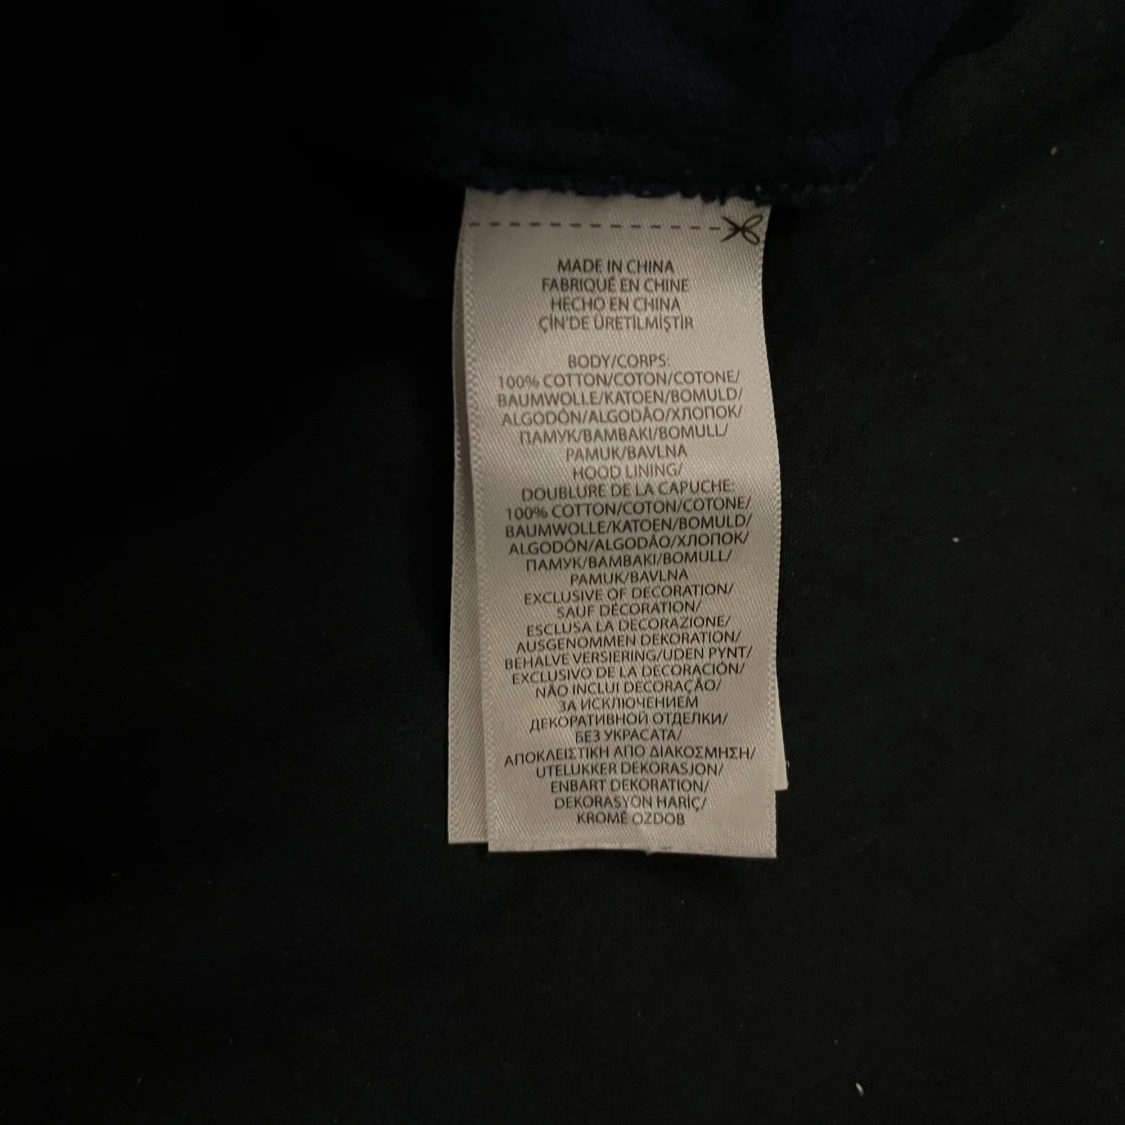 MADE IN CHINA
FABRIQUÉ EN CHINE
HECHO EN CHINA
ÇİN'DE ÜRETİLMİŞTİR
BODY/CORPS:
100% COTTON/COTON/COTONE/
BAUMWOLLE/KATOEN/BOMULD/
ALGODÓN/ALGODÃO/ХЛОПОК/
ПАМУК/ΒΑΜΒΑΚΙ/BOMULL/
PAMUK/BAVLNA
HOOD LINING/
DOUBLURE DE LA CAPUCHE:
100% COTTON/COTON/COTONE/
BAUMWOLLE/KATOEN/BOMULD/
ALGODÓN/ALGODÃO/ХЛОПОК/
ПАМУК/ΒΑΜΒΑΚΙ/BOMULL/
PAMUK/BAVLNA
EXCLUSIVE OF DECORATION/
SAUF DÉCORATION/
ESCLUSA LA DECORAZIONE/
AUSGENOMMEN DEKORATION/
BEHALVE VERSIERING/UDEN PYNT/
EXCLUSIVO DE LA DECORACIÓN/
NÃO INCLUI DECORAÇÃO/
ЗА ИСКЛЮЧЕНИЕМ
ДЕКОРАТИВНОЙ ОТДЕЛКИ/
БЕЗ УКРАСАТА/
ΑΠΟΚΛΕΙΣΤΙΚΗ ΑΠΟ ΔΙΑΚΟΣΜΗΣΗ/
UTELUKKER DEKORASJON/
ENBART DEKORATION/
DEKORASYON HARİÇ/
KROMĚ OZDOB